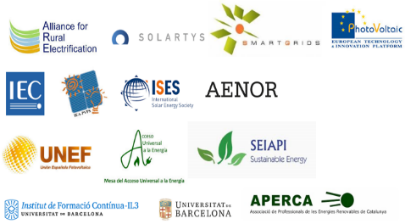 Alliance for
Rural
Electrification
SOLARTYS
SMARTGRIDS
PhotoVoltaic
EUROPEAN TECHNOLOGY
& INNOVATION PLATFORM
IEC
ISES
International
Solar Energy Society
AENOR
UNEF
Unión Española Fotovoltaica
Acceso
Universal
a la Energía
Mesa del Acceso Universal a la Energía
SEIAPI
Sustainable Energy
Institut de Formació Contínua-IL3
UNIVERSITAT DE BARCELONA
UNIVERSITAT DE
BARCELONA
APERCA
Associació de Professionals de les Energies Renovables de Catalunya